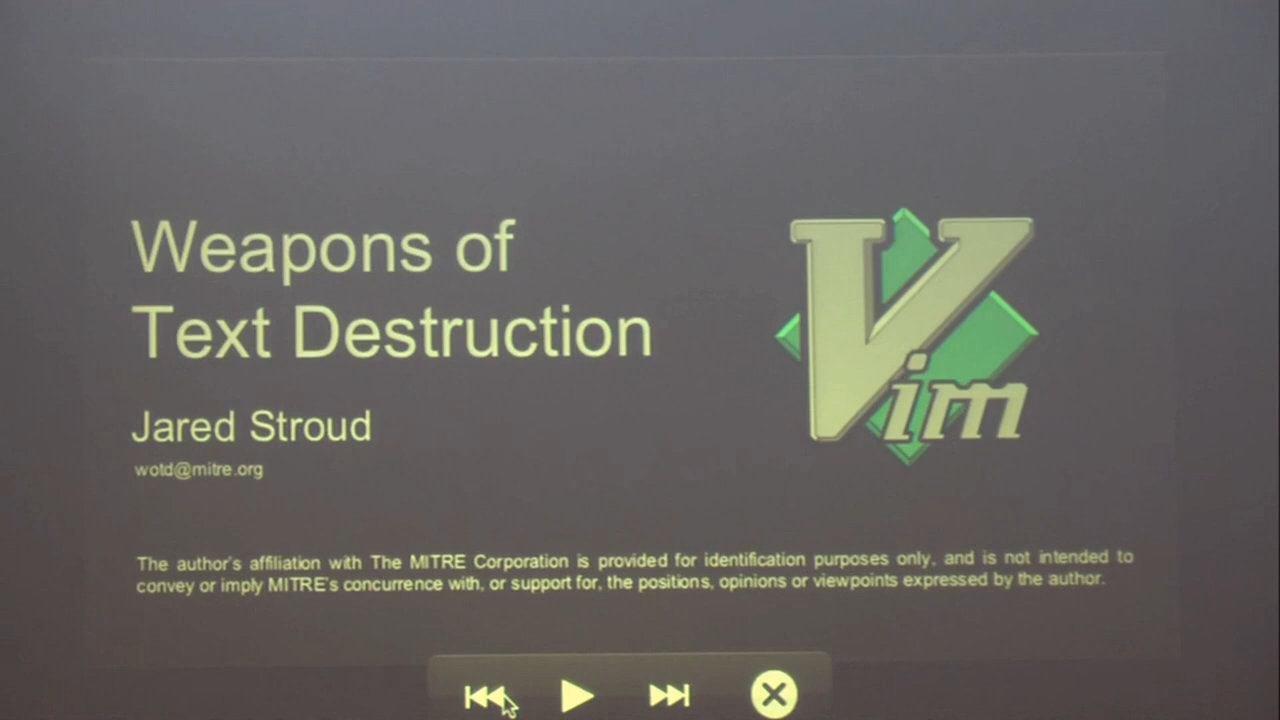 Weapons of
Text Destruction
Vim
Jared Stroud
wotd@mitre.org
The author's affiliation with The MITRE Corporation is provided for identification purposes only, and is not intended to
convey or imply MITRE's concurrence with, or support for, the positions, opinions or viewpoints expressed by the author.